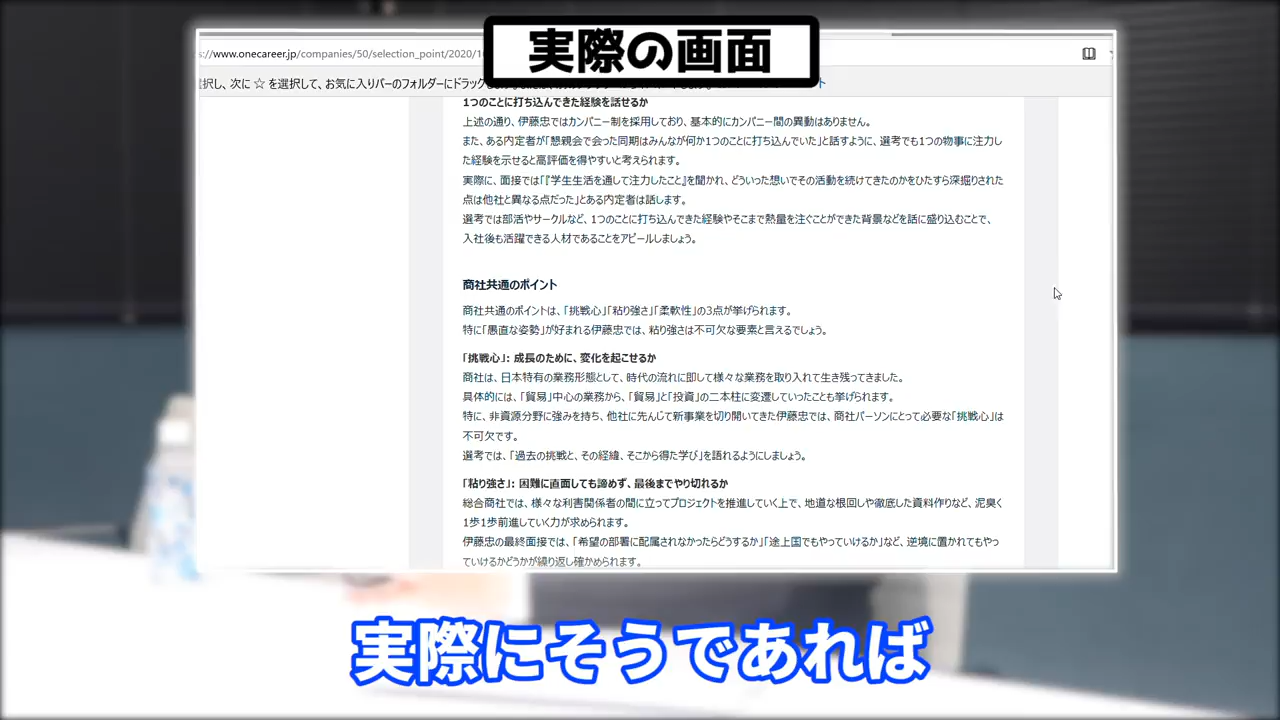 実際の画面
s://www.onecareer.jp/companies/50/selection_point/2020/1
択し、次に ☆ を選択して、お気に入りバーのフォルダーにドラッグ
1つのことに打ち込んできた経験を話せるか
上述の通り、伊藤忠ではカンパニー制を採用しており、基本的にカンパニー間の異動はありません。
また、ある内定者が「懇親会で会った同期はみんなが何か1つのことに打ち込んでいた」と話すように、選考でも1つの物事に注力し
た経験を示せると高評価を得やすいと考えられます。
実際に、面接では「『学生生活を通して注力したこと』を聞かれ、どういった想いでその活動を続けてきたのかをひたすら深掘りされた
点は他社と異なる点だった」とある内定者は話します。
選考では部活やサークルなど、1つのことに打ち込んできた経験やそこまで熱量を注ぐことができた背景などを話に盛り込むことで、
入社後も活躍できる人材であることをアピールしましょう。
商社共通のポイント
商社共通のポイントは、「挑戦心」「粘り強さ」「柔軟性」の3点が挙げられます。
特に「愚直な姿勢」が好まれる伊藤忠では、粘り強さは不可欠な要素と言えるでしょう。
「挑戦心」: 成長のために、変化を起こせるか
商社は、日本特有の業務形態として、時代の流れに即して様々な業務を取り入れて生き残ってきました。
具体的には、「貿易」中心の業務から、「貿易」と「投資」の二本柱に変遷していったことも挙げられます。
特に、非資源分野に強みを持ち、他社に先んじて新事業を切り開いてきた伊藤忠では、商社パーソンにとって必要な「挑戦心」は
不可欠です。
選考では、「過去の挑戦と、その経緯、そこから得た学び」を語れるようにしましょう。
「粘り強さ」: 困難に直面しても諦めず、最後までやり切れるか
総合商社では、様々な利害関係者の間に立ってプロジェクトを推進していく上で、地道な根回しや徹底した資料作りなど、泥臭く
1歩1歩前進していく力が求められます。
伊藤忠の最終面接では、「希望の部署に配属されなかったらどうするか」「途上国でもやっていけるか」など、逆境に置かれてもやっ
ていけるかどうかが繰り返し確かめられます。
実際にそうであれば